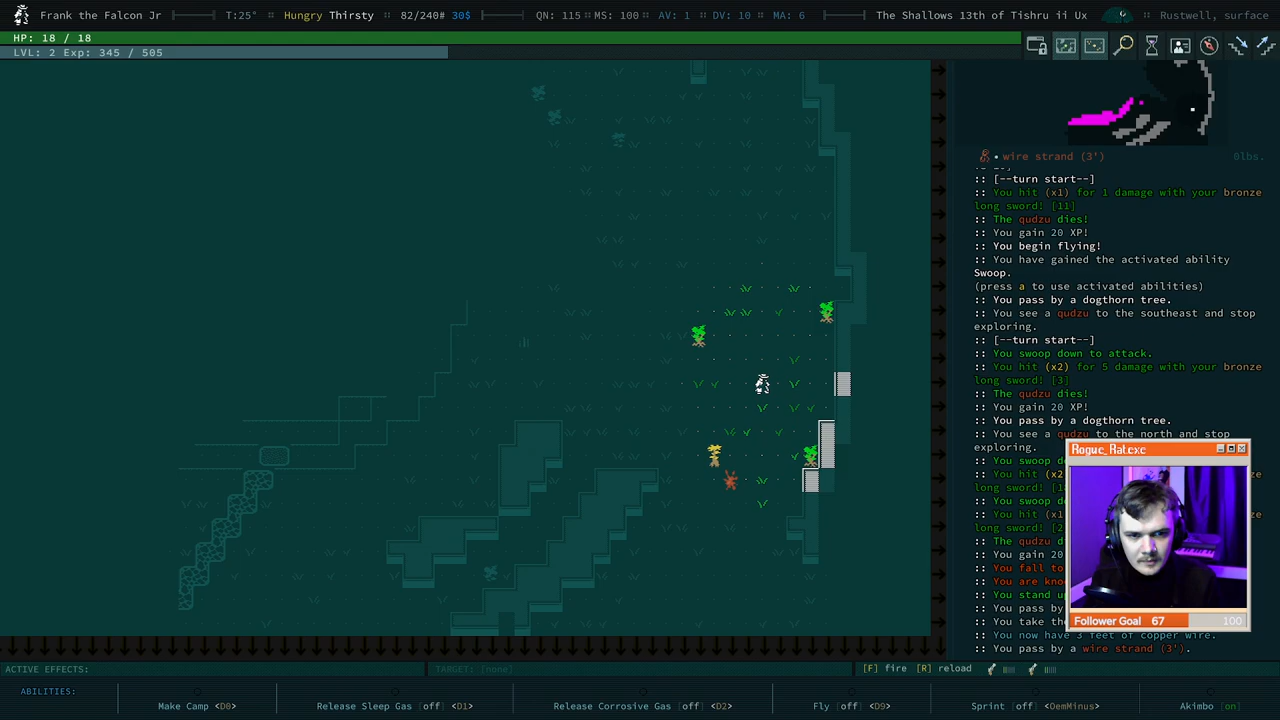 Frank the Falcon Jr T:25° :: Hungry Thirsty :: 82/240# 30$ QN: 115 :: MS: 100 :: AV: 1 :: DV: 10 :: MA: 6 The Shallows 13th of Tishru ii Ux :: Rustwell, surface
HP: 18 / 18
LVL: 2 Exp: 345 / 505
wire strand (3') 0lbs.
:: [--turn start--]
:: You hit (x1) for 1 damage with your bronze
long sword! [11]
:: The qudzu dies!
:: You gain 20 XP!
:: You begin flying!
:: You have gained the activated ability
Swoop.
(press a to use activated abilities)
:: You pass by a dogthorn tree.
:: You see a qudzu to the southeast and stop
exploring.
:: [--turn start--]
:: You swoop down to attack.
:: You hit (x2) for 5 damage with your bronze
long sword! [3]
:: The qudzu dies!
:: You gain 20 XP!
:: You pass by a dogthorn tree.
:: You see a qudzu to the north and stop
exploring.
:: You swoop
:: You hit (x2
long sword!
:: You swoop
:: You hit (x1
long sword! [2
:: The qudzu
:: You gain 20
:: You fall to
:: You are
:: You stand
:: You pass by
:: You take the
:: You now have 3 feet of copper wire.
:: You pass by a wire strand (3').
Rogue_Rat.exe
Follower Goal 67 100
ACTIVE EFFECTS:
TARGET: [none]
[F] fire [R] reload
ABILITIES:
Make Camp <D0>
Release Sleep Gas [off] <D1>
Release Corrosive Gas [off] <D2>
Fly [off] <D9>
Sprint [off] <OemMinus>
Akimbo [on]